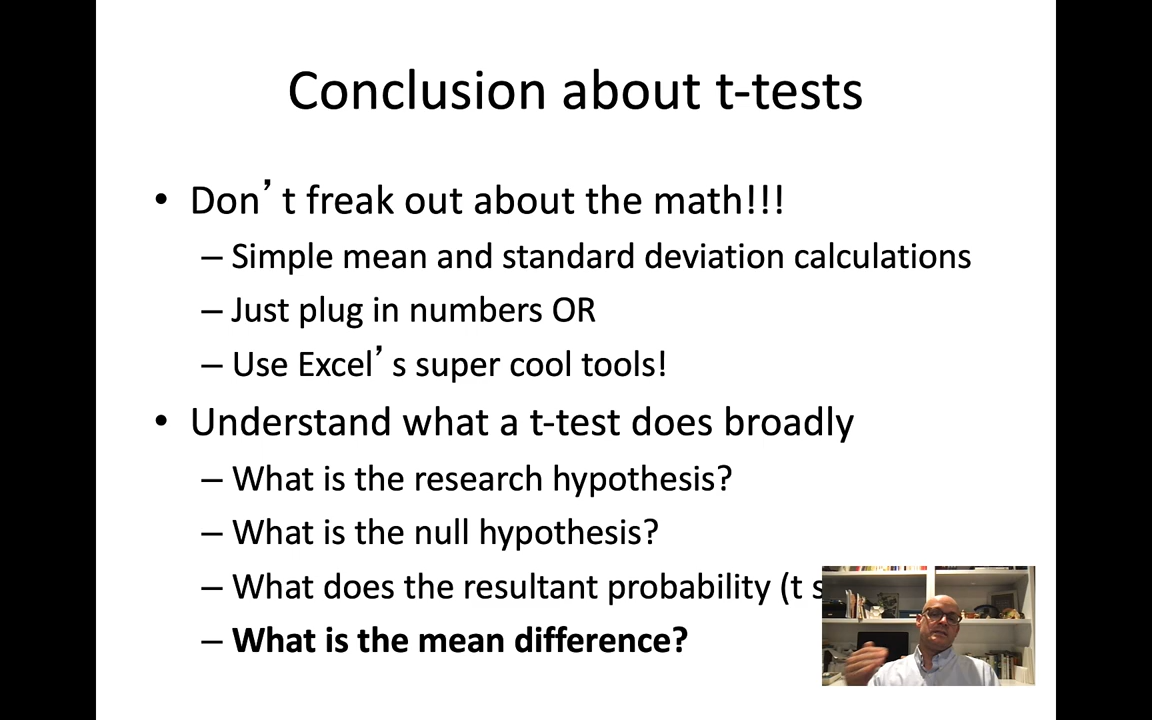 Conclusion about t-tests
• Don’t freak out about the math!!!
– Simple mean and standard deviation calculations
– Just plug in numbers OR
– Use Excel’s super cool tools!
• Understand what a t-test does broadly
– What is the research hypothesis?
– What is the null hypothesis?
– What does the resultant probability (t
– What is the mean difference?